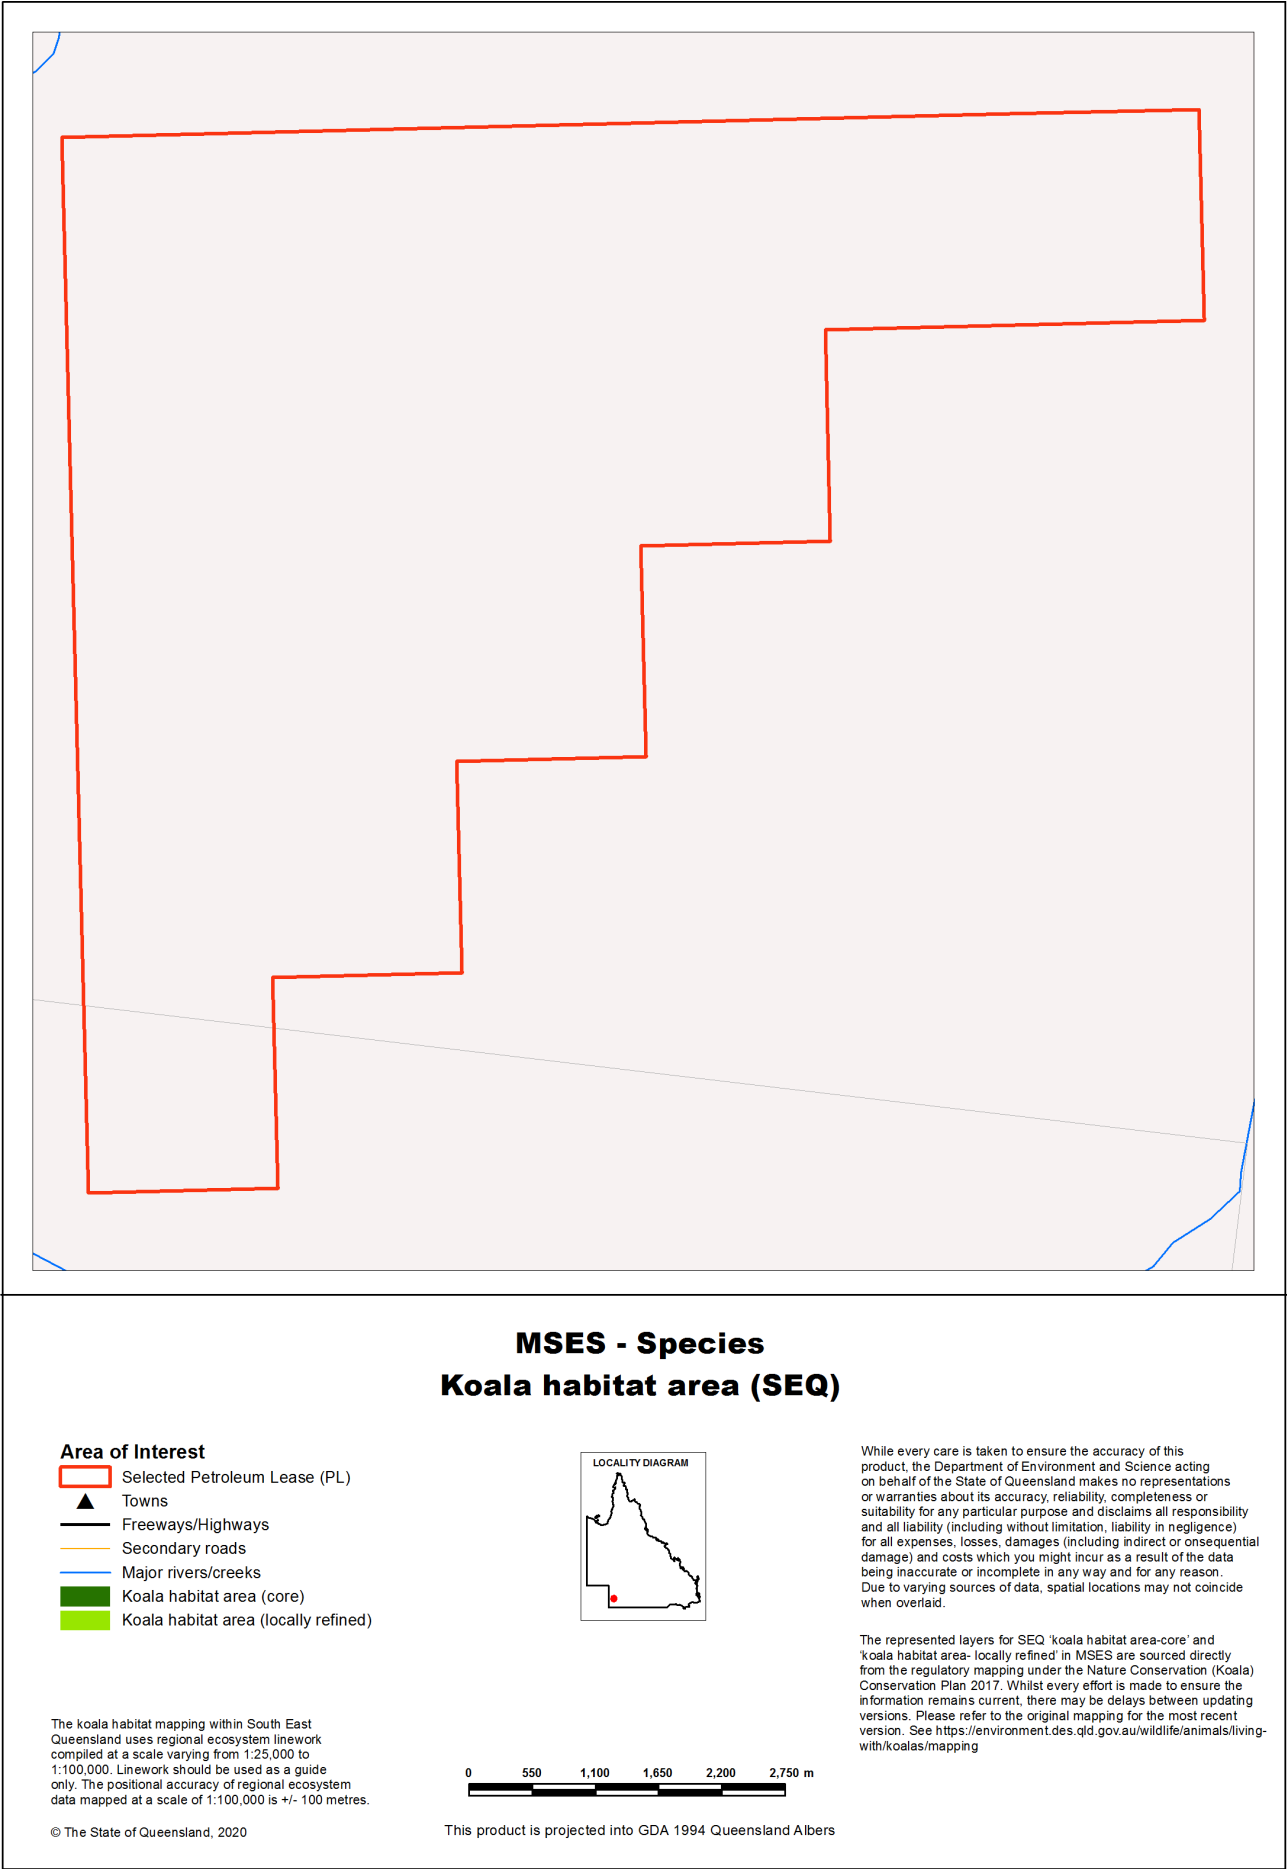 MSES - Species
Koala habitat area (SEQ)
Area of Interest
Selected Petroleum Lease (PL)
Towns
Freeways/Highways
Secondary roads
Major rivers/creeks
Koala habitat area (core)
Koala habitat area (locally refined)
The koala habitat mapping within South East
Queensland uses regional ecosystem linework
compiled at a scale varying from 1:25,000 to
1:100,000. Linework should be used as a guide
only. The positional accuracy of regional ecosystem
data mapped at a scale of 1:100,000 is +/- 100 metres.
© The State of Queensland, 2020
LOCALITY DIAGRAM
0 550 1,100 1,650 2,200 2,750 m
This product is projected into GDA 1994 Queensland Albers
While every care is taken to ensure the accuracy of this
product, the Department of Environment and Science acting
on behalf of the State of Queensland makes no representations
or warranties about its accuracy, reliability, completeness or
suitability for any particular purpose and disclaims all responsibility
and all liability (including without limitation, liability in negligence)
for all expenses, losses, damages (including indirect or onsequential
damage) and costs which you might incur as a result of the data
being inaccurate or incomplete in any way and for any reason.
Due to varying sources of data, spatial locations may not coincide
when overlaid.
The represented layers for SEQ ‘koala habitat area-core’ and
‘koala habitat area- locally refined’ in MSES are sourced directly
from the regulatory mapping under the Nature Conservation (Koala)
Conservation Plan 2017. Whilst every effort is made to ensure the
information remains current, there may be delays between updating
versions. Please refer to the original mapping for the most recent
version. See https://environment.des.qld.gov.au/wildlife/animals/living-
with/koalas/mapping